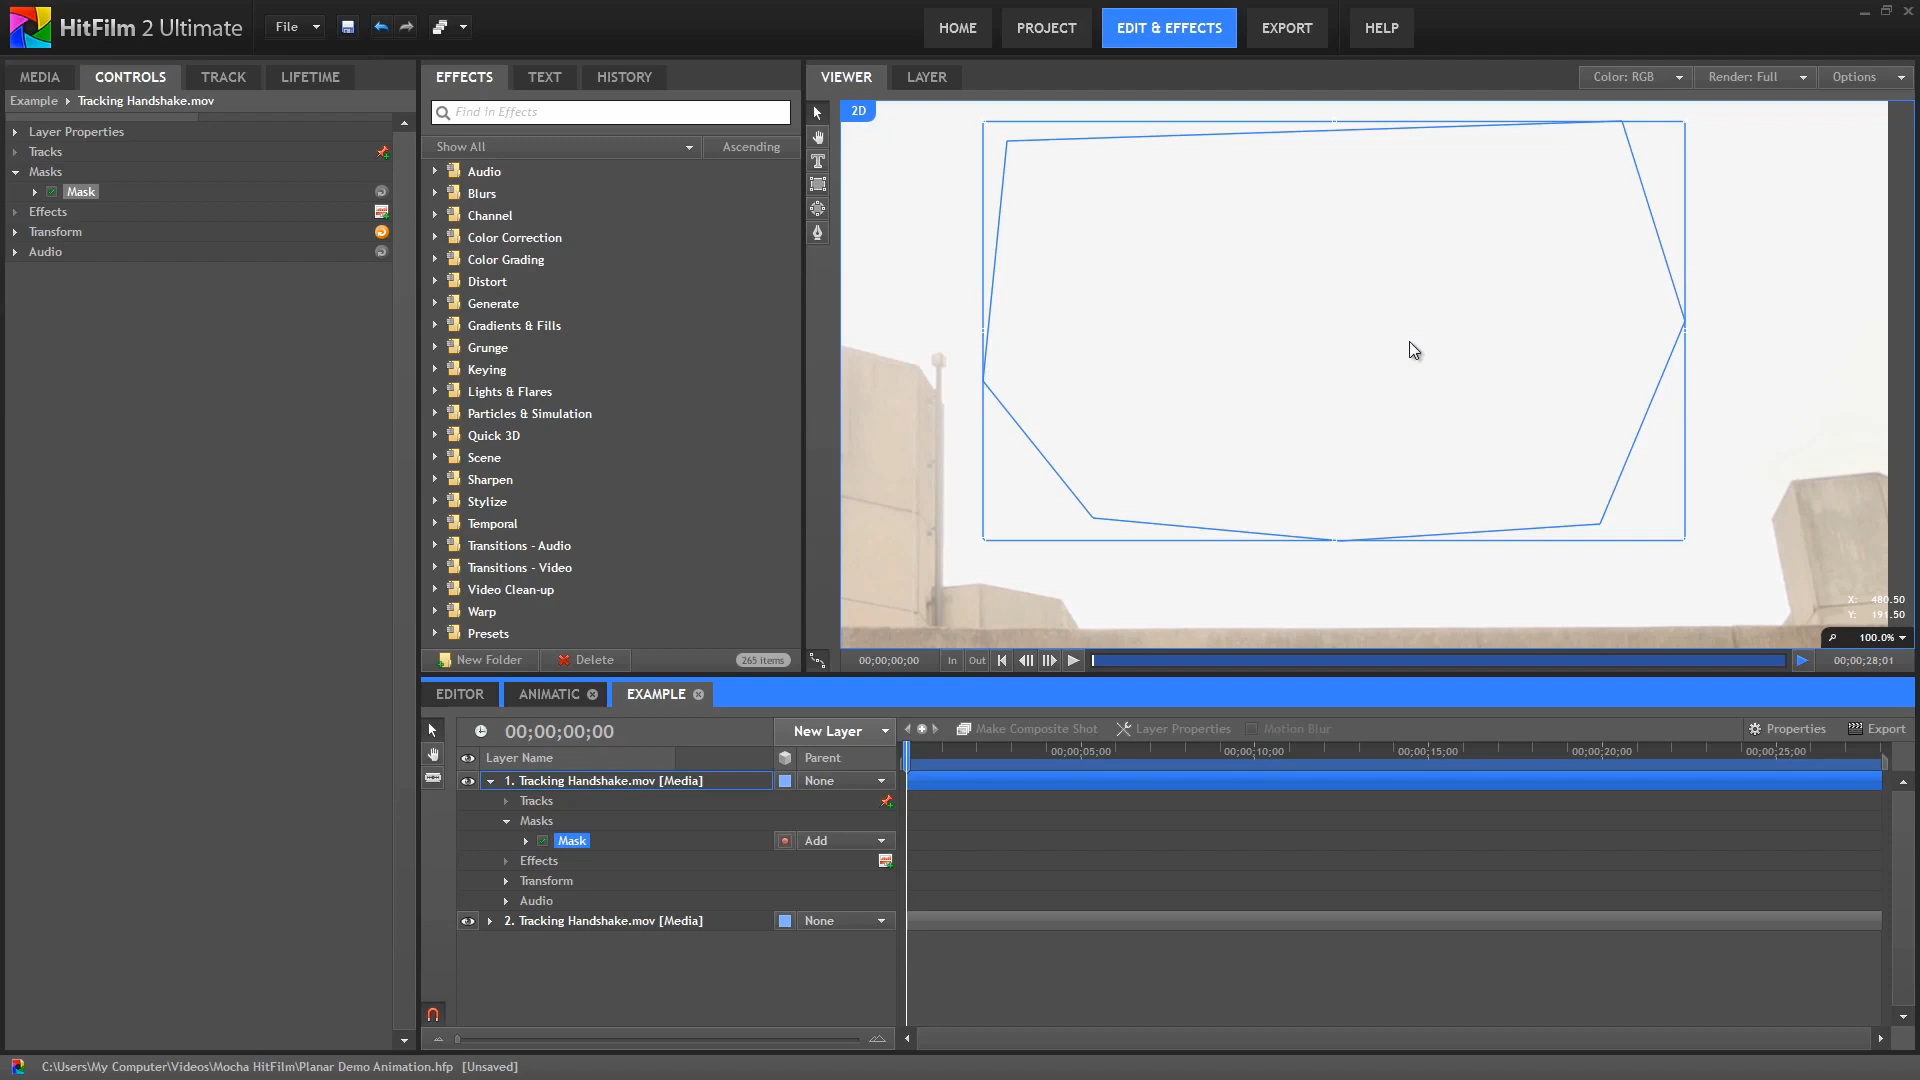 HitFilm 2 Ultimate
File
HOME
PROJECT
EDIT & EFFECTS
EXPORT
HELP
MEDIA
CONTROLS
TRACK
LIFETIME
Example Tracking Handshake.mov
Layer Properties
Tracks
Masks
Mask
Effects
Transform
Audio
EFFECTS
TEXT
HISTORY
Find in Effects
Show All
Ascending
Audio
Blurs
Channel
Color Correction
Color Grading
Distort
Generate
Gradients & Fills
Grunge
Keying
Lights & Flares
Particles & Simulation
Quick 3D
Scene
Sharpen
Stylize
Temporal
Transitions - Audio
Transitions - Video
Video Clean-up
Warp
Presets
New Folder
Delete
265 items
VIEWER
LAYER
Color: RGB
Render: Full
Options
2D
X: 480.50
Y: 191.50
100.0%
00;00;00;00
In
Out
00;00;28;01
EDITOR
ANIMATIC
EXAMPLE
00;00;00;00
New Layer
Make Composite Shot
Layer Properties
Motion Blur
Properties
Export
Layer Name
Parent
00;00;05;00
00;00;10;00
00;00;15;00
00;00;20;00
00;00;25;00
1. Tracking Handshake.mov [Media]
None
Tracks
Masks
Mask
Add
Effects
Transform
Audio
2. Tracking Handshake.mov [Media]
None
C:\Users\My Computer\Videos\Mocha HitFilm\Planar Demo Animation.hfp [Unsaved]